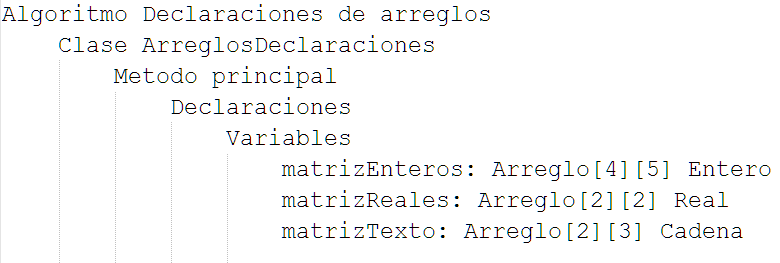 Algoritmo Declaraciones de arreglos
Clase ArreglosDeclaraciones
Metodo principal
Declaraciones
Variables
matrizEnteros: Arreglo[4][5] Entero
matrizReales: Arreglo[2][2] Real
matrizTexto: Arreglo[2][3] Cadena